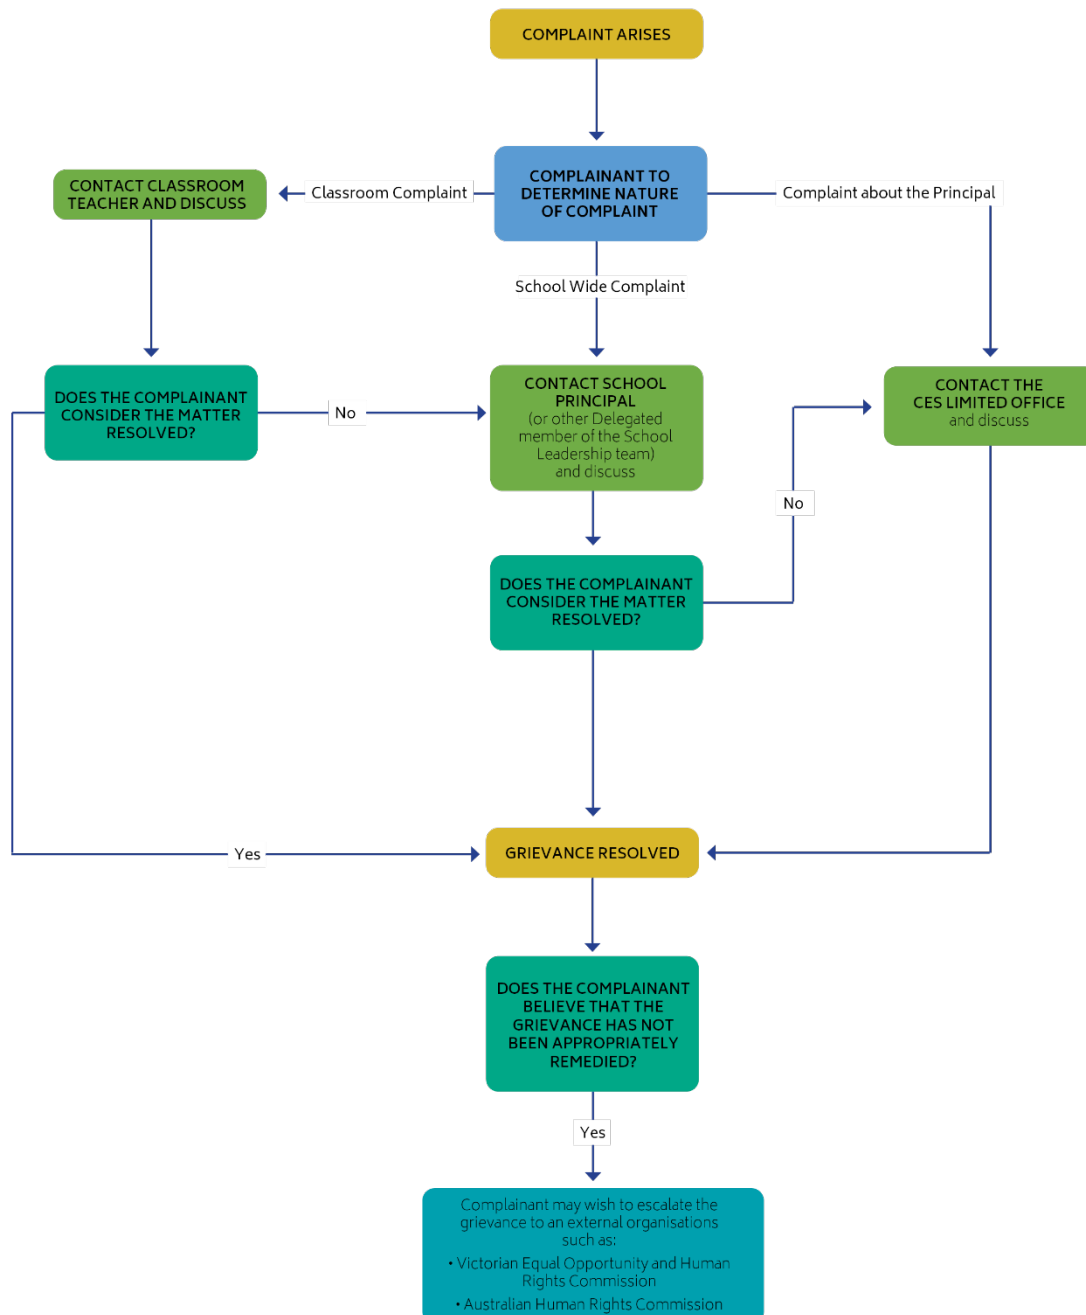 COMPLAINT ARISES
COMPLAINANT TO
DETERMINE NATURE
OF COMPLAINT
CONTACT CLASSROOM
TEACHER AND DISCUSS
Classroom Complaint
Complaint about the Principal
School Wide Complaint
DOES THE COMPLAINANT
CONSIDER THE MATTER
RESOLVED?
No
CONTACT SCHOOL
PRINCIPAL
(or other Delegated
member of the School
Leadership team)
and discuss
CONTACT THE
CES LIMITED OFFICE
and discuss
No
DOES THE COMPLAINANT
CONSIDER THE MATTER
RESOLVED?
Yes
GRIEVANCE RESOLVED
DOES THE COMPLAINANT
BELIEVE THAT THE
GRIEVANCE HAS NOT
BEEN APPROPRIATELY
REMEDIED?
Yes
Complainant may wish to escalate the
grievance to an external organisations
such as:
• Victorian Equal Opportunity and Human
Rights Commission
• Australian Human Rights Commission